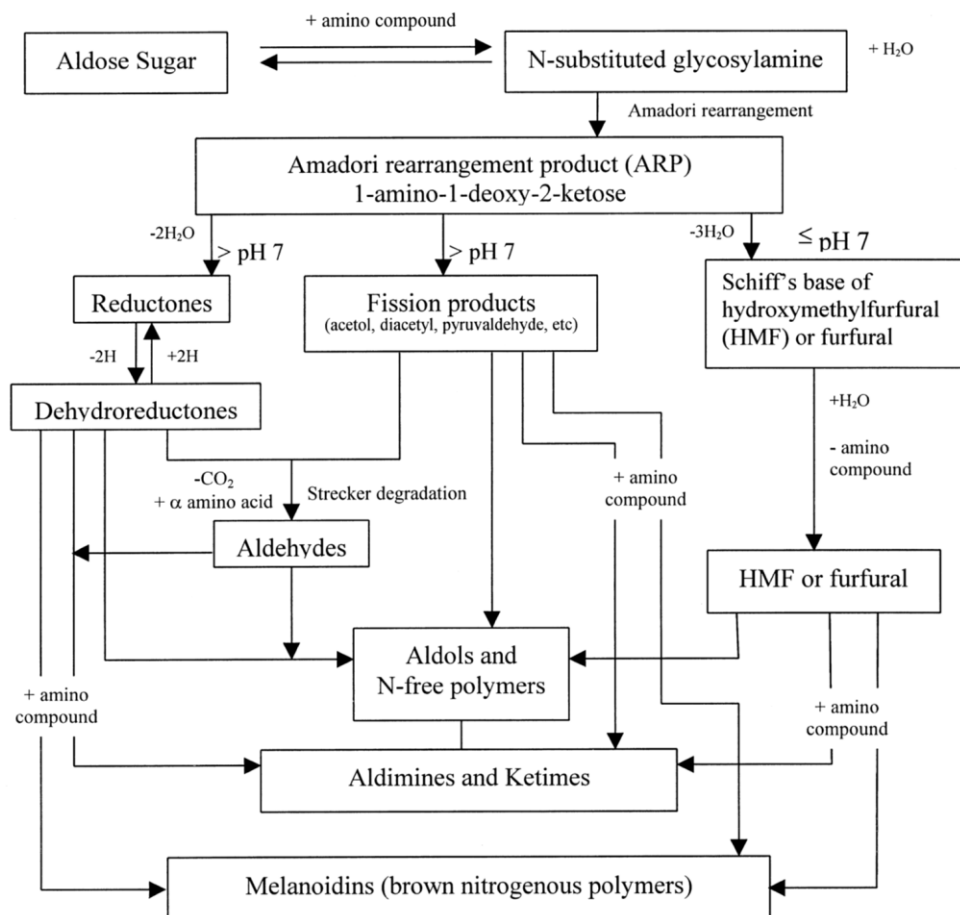 + amino compound
Aldose Sugar
N-substituted glycosylamine
+ H₂O
Amadori rearrangement
Amadori rearrangement product (ARP)
1-amino-1-deoxy-2-ketose
-2H₂O
> pH 7
> pH 7
-3H₂O
≤ pH 7
Reductones
Fission products
(acetol, diacetyl, pyruvaldehyde, etc)
Schiff's base of
hydroxymethylfurfural
(HMF) or furfural
-2H
+2H
Dehydroreductones
+H₂O
- amino
compound
-CO₂
+ α amino acid
Strecker degradation
+ amino
compound
Aldehydes
HMF or furfural
Aldols and
N-free polymers
+ amino
compound
+ amino
compound
Aldimines and Ketimes
Melanoidins (brown nitrogenous polymers)